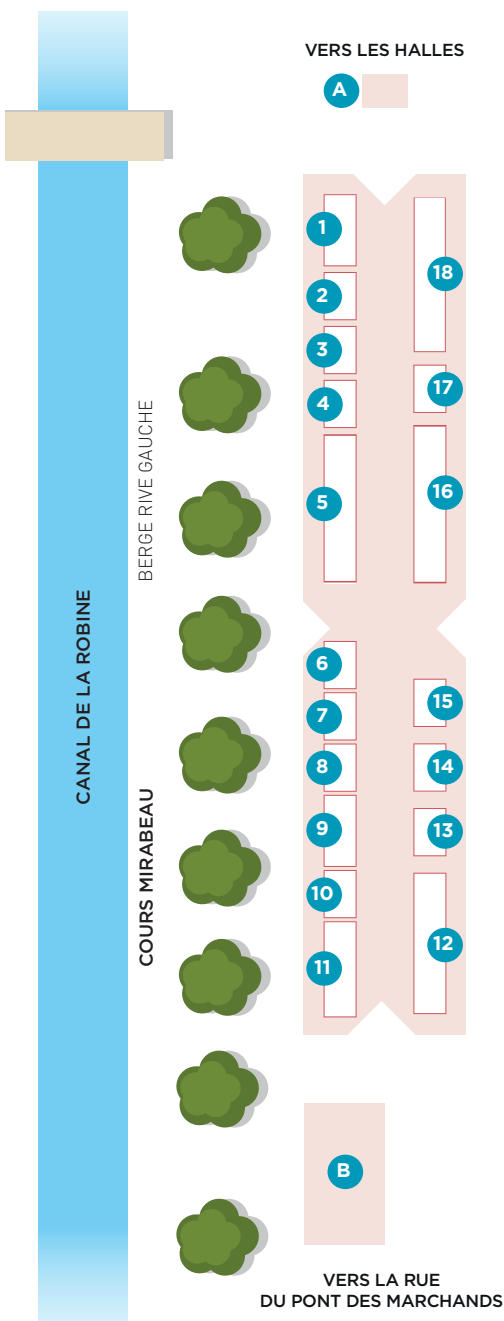 VERS LES HALLES
A
1
18
2
3
17
4
BERGE RIVE GAUCHE
5
16
CANAL DE LA ROBINE
6
15
7
8
14
COURS MIRABEAU
9
13
10
12
11
B
VERS LA RUE
DU PONT DES MARCHANDS